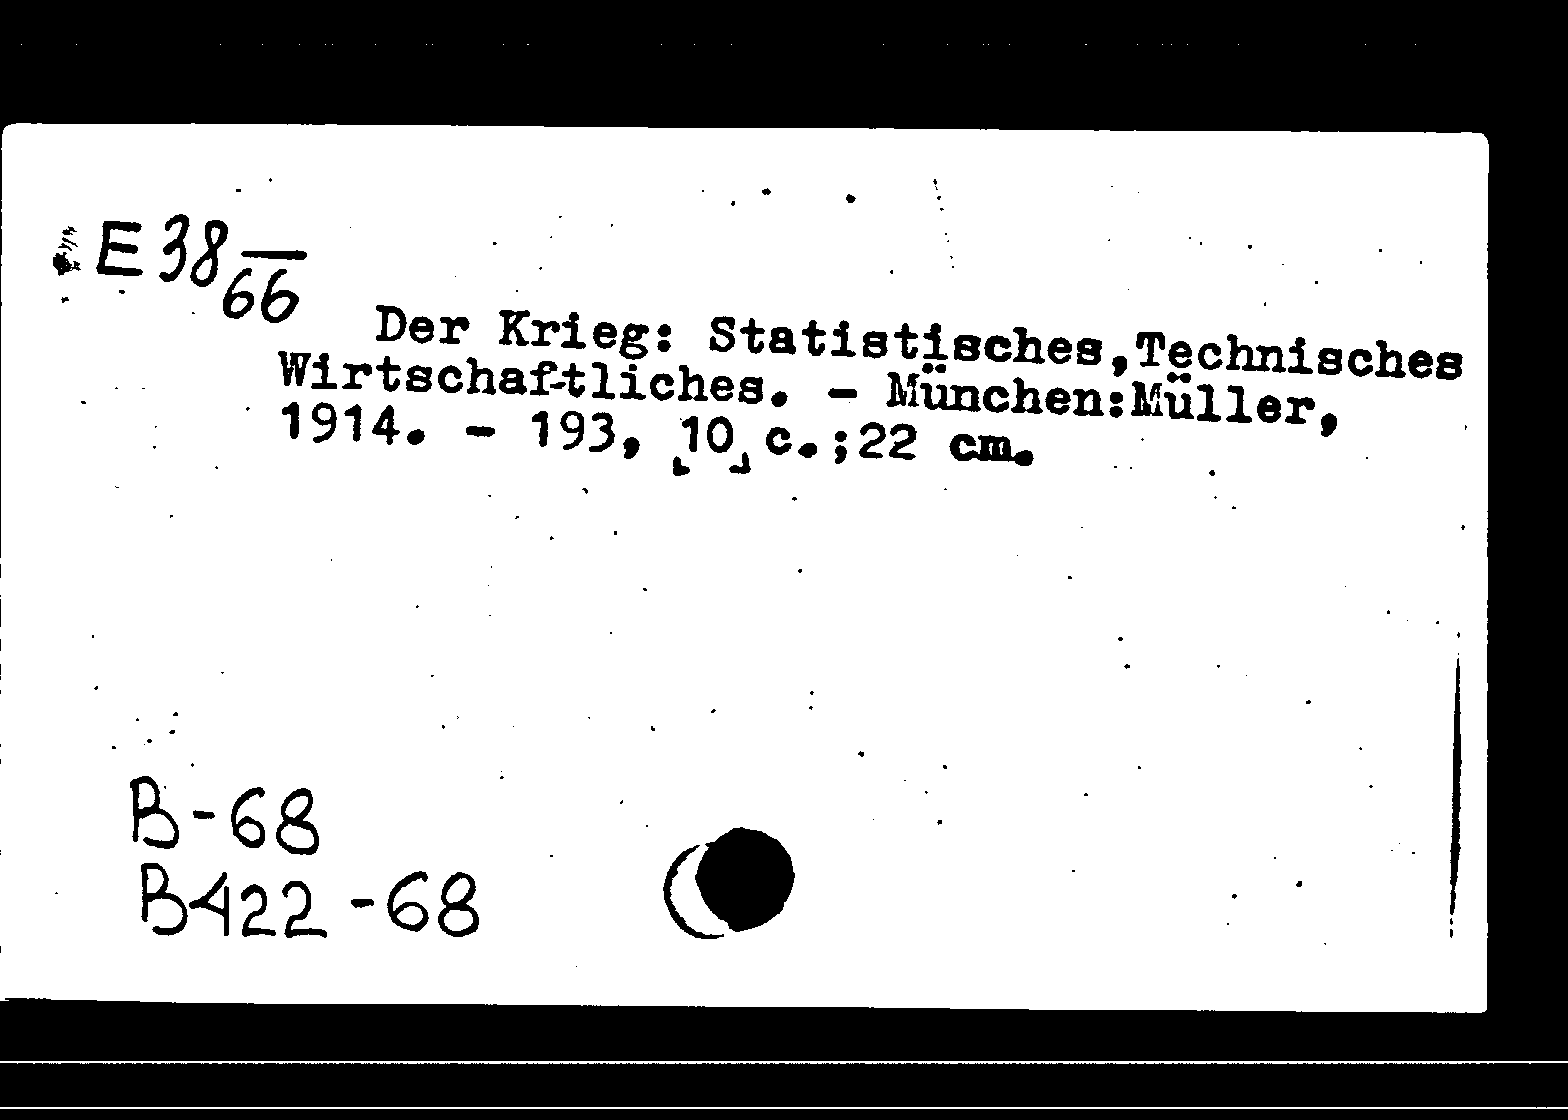 E 38/66
Der Krieg: Statistisches,Technisches
Wirtschaftliches. - München:Müller,
1914. - 193, [10] c.;22 cm.
B-68
B422-68